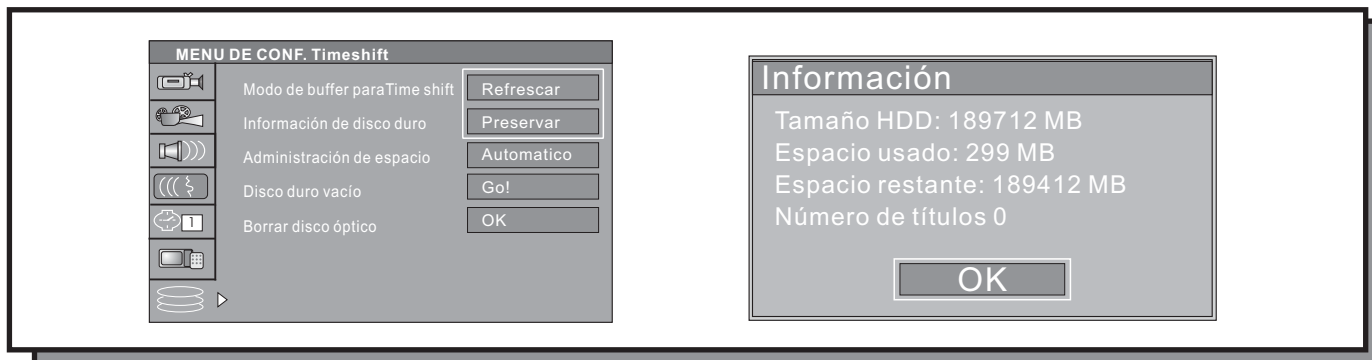 MENU DE CONF. Timeshift
Modo de buffer paraTime shift Refrescar
Información de disco duro Preservar
Administración de espacio Automatico
Disco duro vacío Go!
Borrar disco óptico OK
1
Información
Tamaño HDD: 189712 MB
Espacio usado: 299 MB
Espacio restante: 189412 MB
Número de títulos 0
OK